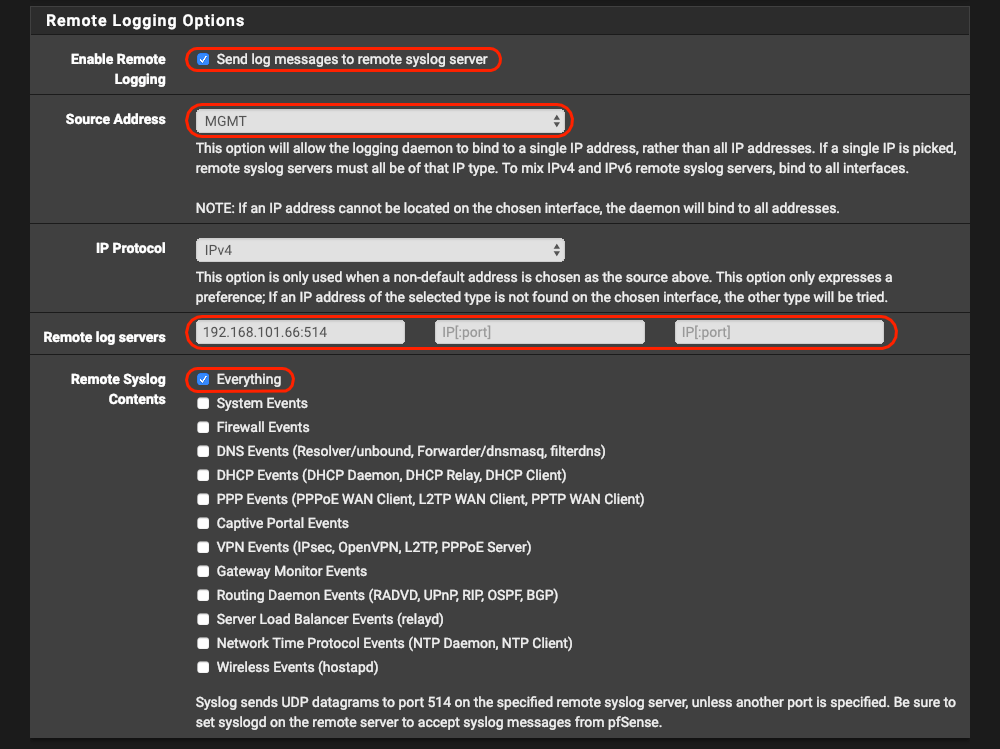 Remote Logging Options
Enable Remote
Logging
Send log messages to remote syslog server
Source Address
MGMT
This option will allow the logging daemon to bind to a single IP address, rather than all IP addresses. If a single IP is picked,
remote syslog servers must all be of that IP type. To mix IPv4 and IPv6 remote syslog servers, bind to all interfaces.
NOTE: If an IP address cannot be located on the chosen interface, the daemon will bind to all addresses.
IP Protocol
IPv4
This option is only used when a non-default address is chosen as the source above. This option only expresses a
preference; If an IP address of the selected type is not found on the chosen interface, the other type will be tried.
Remote log servers
192.168.101.66:514
IP[:port]
IP[:port]
Remote Syslog
Contents
Everything
System Events
Firewall Events
DNS Events (Resolver/unbound, Forwarder/dnsmasq, filterdns)
DHCP Events (DHCP Daemon, DHCP Relay, DHCP Client)
PPP Events (PPPoE WAN Client, L2TP WAN Client, PPTP WAN Client)
Captive Portal Events
VPN Events (IPsec, OpenVPN, L2TP, PPPoE Server)
Gateway Monitor Events
Routing Daemon Events (RADVD, UPnP, RIP, OSPF, BGP)
Server Load Balancer Events (relayd)
Network Time Protocol Events (NTP Daemon, NTP Client)
Wireless Events (hostapd)
Syslog sends UDP datagrams to port 514 on the specified remote syslog server, unless another port is specified. Be sure to
set syslogd on the remote server to accept syslog messages from pfSense.